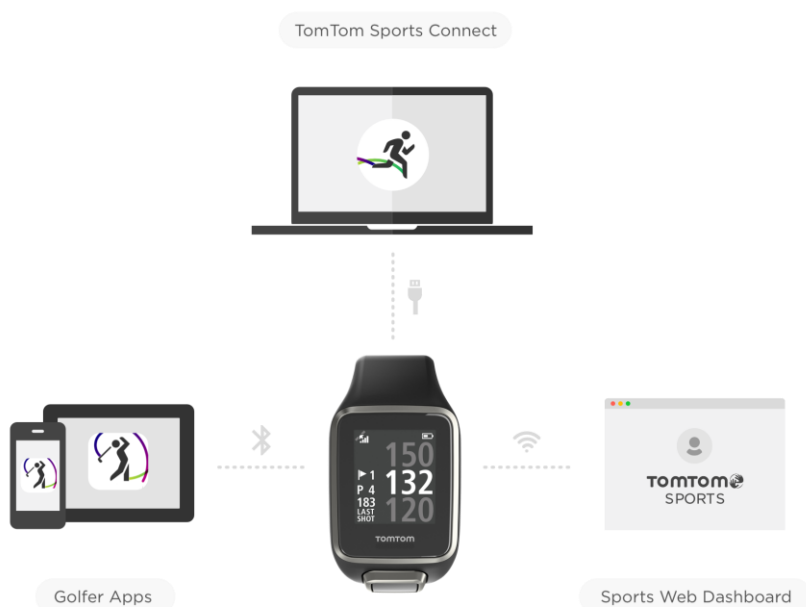 TomTom Sports Connect
150
1 132
P 4
183
LAST
SHOT
120
TOMTOM
TOMTOM
SPORTS
Golfer Apps
Sports Web Dashboard